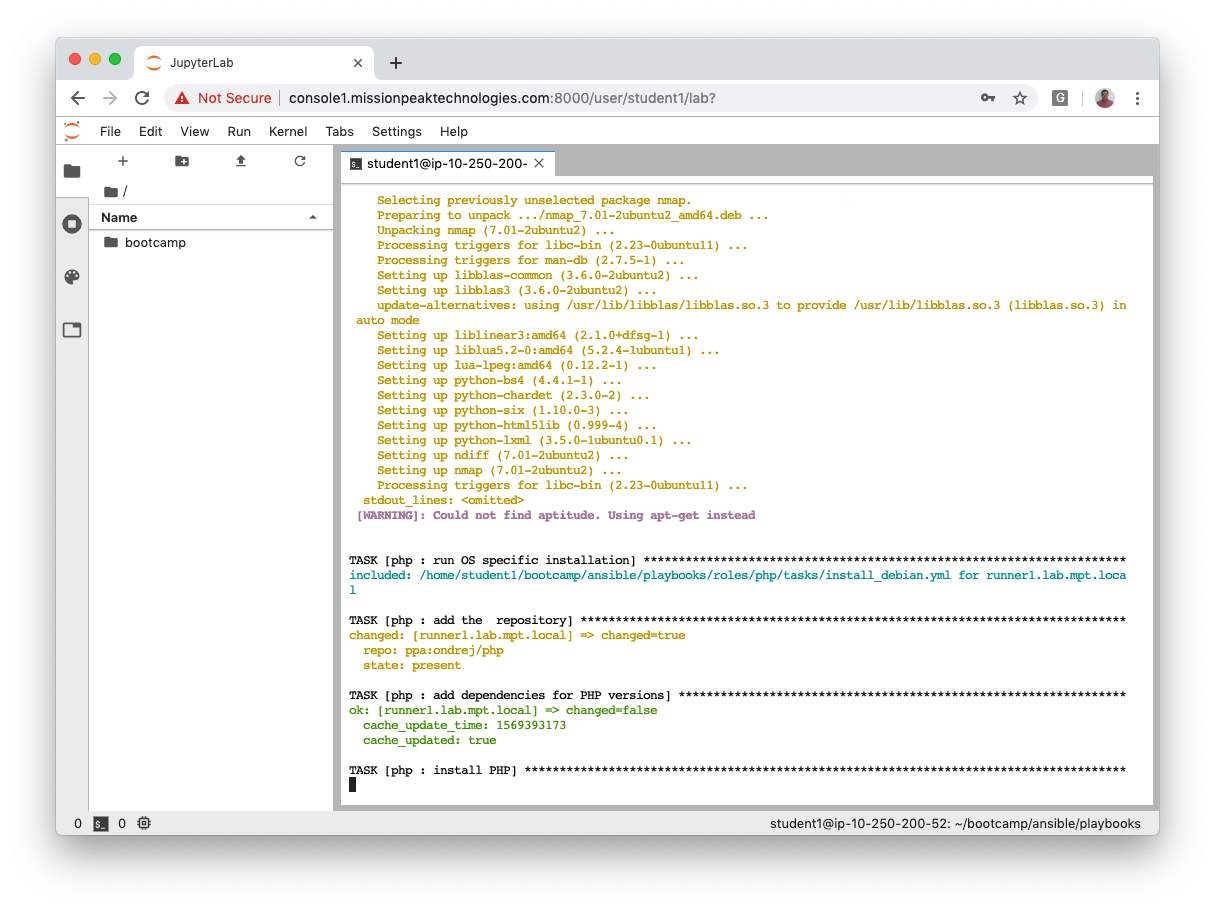 JupyterLab
Not Secure
console1.missionpeaktechnologies.com:8000/user/student1/lab?
G
File Edit View Run Kernel Tabs Settings Help
student1@ip-10-250-200-
/
Name
bootcamp
Selecting previously unselected package nmap.
Preparing to unpack .../nmap_7.01-2ubuntu2_amd64.deb ...
Unpacking nmap (7.01-2ubuntu2) ...
Processing triggers for libc-bin (2.23-0ubuntu11) ...
Processing triggers for man-db (2.7.5-1) ...
Setting up libblas-common (3.6.0-2ubuntu2) ...
Setting up libblas3 (3.6.0-2ubuntu2) ...
update-alternatives: using /usr/lib/libblas/libblas.so.3 to provide /usr/lib/libblas.so.3 (libblas.so.3) in
auto mode
Setting up liblinear3:amd64 (2.1.0+dfsg-1) ...
Setting up liblua5.2-0:amd64 (5.2.4-1ubuntu1) ...
Setting up lua-lpeg:amd64 (0.12.2-1) ...
Setting up python-bs4 (4.4.1-1) ...
Setting up python-chardet (2.3.0-2) ...
Setting up python-six (1.10.0-3) ...
Setting up python-html5lib (0.999-4) ...
Setting up python-lxml (3.5.0-1ubuntu0.1) ...
Setting up ndiff (7.01-2ubuntu2) ...
Setting up nmap (7.01-2ubuntu2) ...
Processing triggers for libc-bin (2.23-0ubuntu11) ...
stdout_lines: <omitted>
[WARNING]: Could not find aptitude. Using apt-get instead
TASK [php : run OS specific installation] *********************************************************************
included: /home/student1/bootcamp/ansible/playbooks/roles/php/tasks/install_debian.yml for runner1.lab.mpt.loca
l
TASK [php : add the  repository] ******************************************************************************
changed: [runner1.lab.mpt.local] => changed=true
repo: ppa:ondrej/php
state: present
TASK [php : add dependencies for PHP versions] ****************************************************************
ok: [runner1.lab.mpt.local] => changed=false
cache_update_time: 1569393173
cache_updated: true
TASK [php : install PHP] **************************************************************************************
0 $_ 0
student1@ip-10-250-200-52: ~/bootcamp/ansible/playbooks